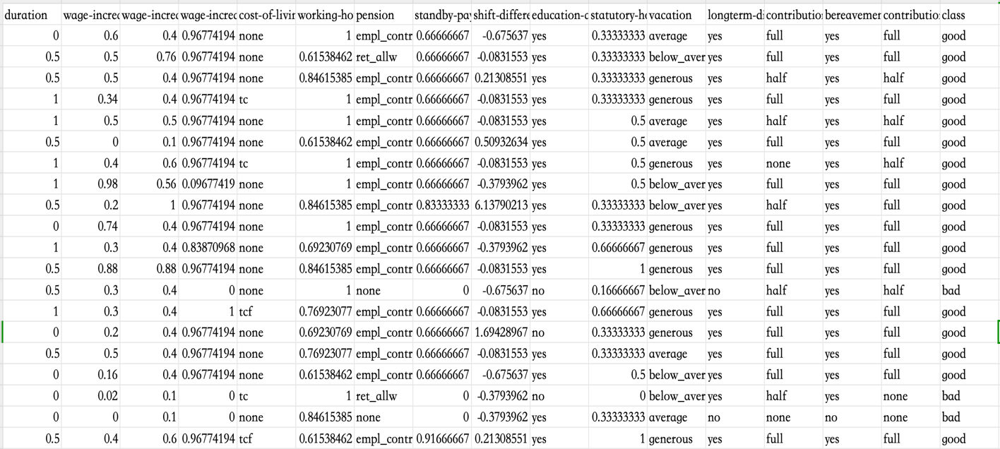 duration wage-increa wage-increa wage-increa cost-of-livin working-ho pension standby-pay shift-differe education-a statutory-ho vacation longterm-di contribution bereavemen contribution class
0 0.6 0.4 0.96774194 none 1 empl_contr 0.66666667 -0.675637 yes 0.33333333 average yes full yes full good
0.5 0.5 0.76 0.96774194 none 0.61538462 ret_allw 0.66666667 -0.0831553 yes 0.33333333 below_aver yes full yes full good
0.5 0.5 0.4 0.96774194 none 0.84615385 empl_contr 0.66666667 0.21308551 yes 0.33333333 generous yes half yes half good
1 0.34 0.4 0.96774194 tc 1 empl_contr 0.66666667 -0.0831553 yes 0.33333333 generous yes full yes full good
1 0.5 0.5 0.96774194 none 1 empl_contr 0.66666667 -0.0831553 yes 0.5 average yes half yes half good
0.5 0 0.1 0.96774194 none 0.61538462 empl_contr 0.66666667 0.50932634 yes 0.5 average yes full yes full good
1 0.4 0.6 0.96774194 tc 1 empl_contr 0.66666667 -0.0831553 yes 0.5 generous yes none yes half good
1 0.98 0.56 0.09677419 none 1 empl_contr 0.66666667 -0.3793962 yes 0.5 below_aver yes full yes full good
0.5 0.2 1 0.96774194 none 0.84615385 empl_contr 0.83333333 6.13790213 yes 0.33333333 below_aver yes half yes full good
0 0.74 0.4 0.96774194 none 1 empl_contr 0.66666667 -0.0831553 yes 0.33333333 generous yes full yes full good
1 0.3 0.4 0.83870968 none 0.69230769 empl_contr 0.66666667 -0.3793962 yes 0.66666667 generous yes full yes full good
0.5 0.88 0.88 0.96774194 none 0.84615385 empl_contr 0.66666667 -0.0831553 yes 1 generous yes full yes full good
0.5 0.3 0.4 0 none 1 none 0 -0.675637 no 0.16666667 below_aver no half yes half bad
1 0.3 0.4 1 tcf 0.76923077 empl_contr 0.66666667 -0.0831553 yes 0.66666667 generous yes full yes full good
0 0.2 0.4 0.96774194 none 0.69230769 empl_contr 0.66666667 1.69428967 no 0.33333333 generous yes full yes full good
0.5 0.5 0.4 0.96774194 none 0.76923077 empl_contr 0.66666667 -0.0831553 yes 0.33333333 average yes full yes full good
0 0.16 0.4 0.96774194 none 0.61538462 empl_contr 0.66666667 -0.675637 yes 0.5 below_aver yes full yes full good
0 0.02 0.1 0 tc 1 ret_allw 0 -0.3793962 no 0 below_aver yes half yes none bad
0 0 0.1 0 none 0.84615385 none 0 -0.3793962 yes 0.33333333 average no none no none bad
0.5 0.4 0.6 0.96774194 tcf 0.61538462 empl_contr 0.91666667 0.21308551 yes 1 generous yes full yes full good